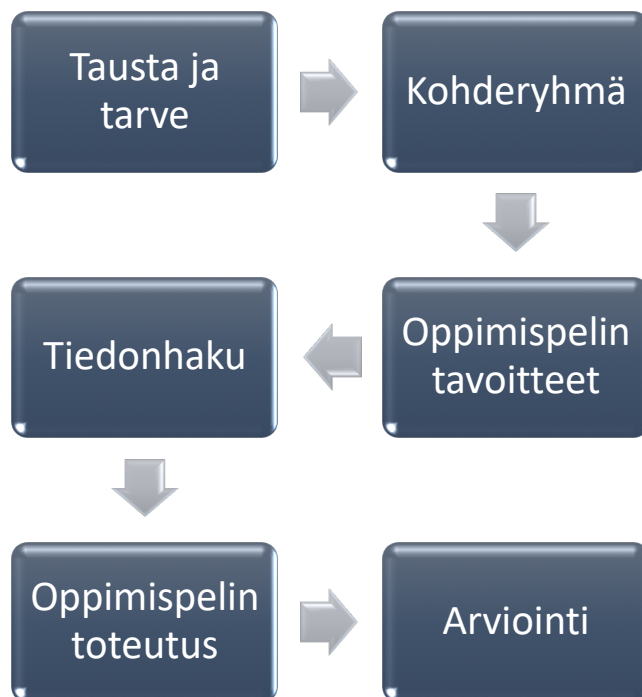 Tausta ja
tarve
Kohderyhmä
Oppimispelin
tavoitteet
Tiedonhaku
Oppimispelin
toteutus
Arviointi